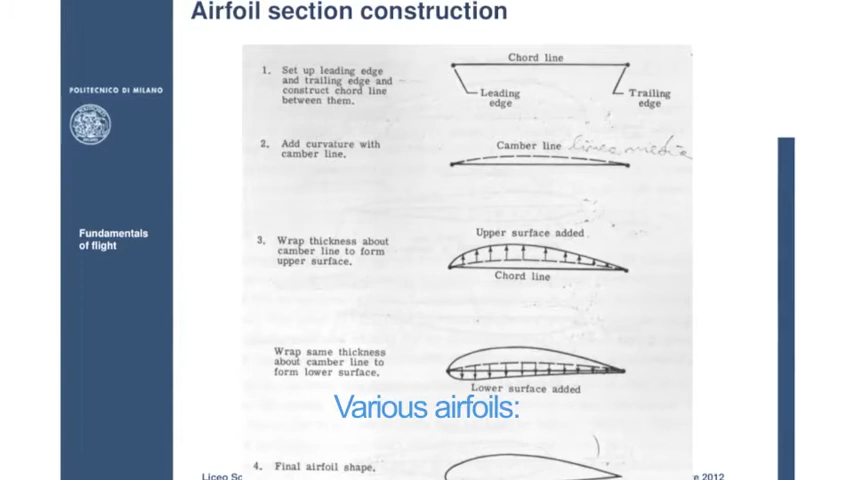 Airfoil section construction
POLITECNICO DI MILANO
Fundamentals
of flight
Chord line
1. Set up leading edge
and trailing edge and
construct chord line
between them.
Leading
edge
Trailing
edge
2. Add curvature with
camber line.
Camber line linea media
Upper surface added
3. Wrap thickness about
camber line to form
upper surface.
Chord line
Wrap same thickness
about camber line to
form lower surface.
Lower surface added
Various airfoils:
4. Final airfoil shape.
Liceo
2012